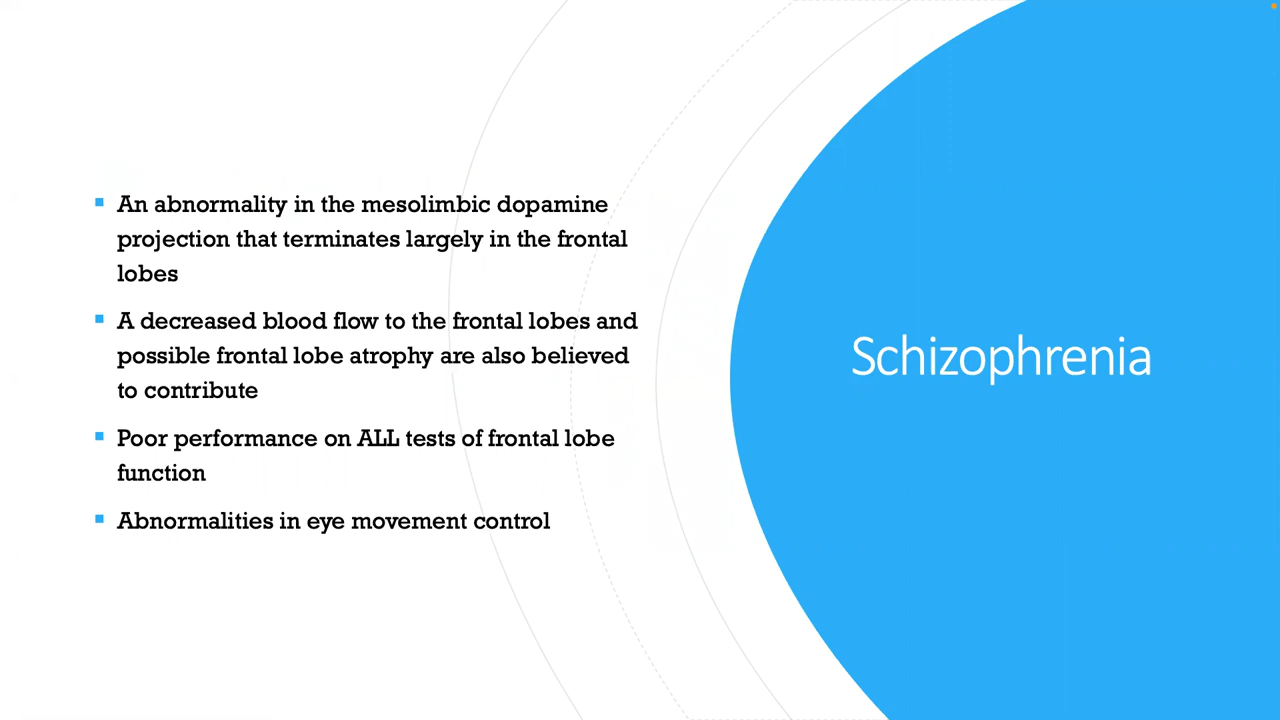 An abnormality in the mesolimbic dopamine
projection that terminates largely in the frontal
lobes
A decreased blood flow to the frontal lobes and
possible frontal lobe atrophy are also believed
to contribute
Poor performance on ALL tests of frontal lobe
function
Abnormalities in eye movement control
Schizophrenia